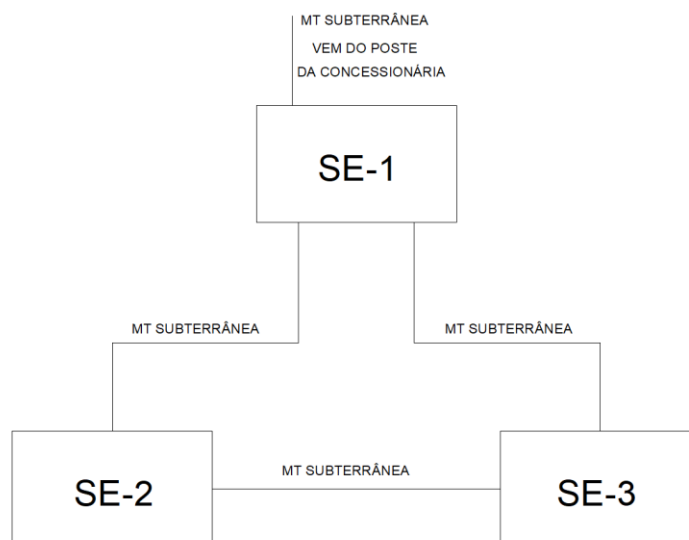 MT SUBTERRÂNEA
VEM DO POSTE
DA CONCESSIONÁRIA
SE-1
MT SUBTERRÂNEA
MT SUBTERRÂNEA
SE-2
MT SUBTERRÂNEA
SE-3